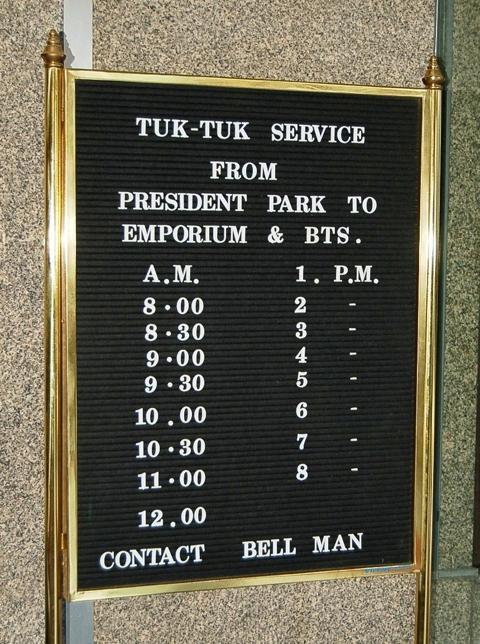 TUK-TUK SERVICE
FROM
PRESIDENT PARK TO
EMPORIUM & BTS.
A.M. 1. P.M.
8.00 2 -
8.30 3 -
9.00 4 -
9.30 5 -
10.00 6 -
10.30 7 -
11.00 8 -
12.00
CONTACT BELL MAN